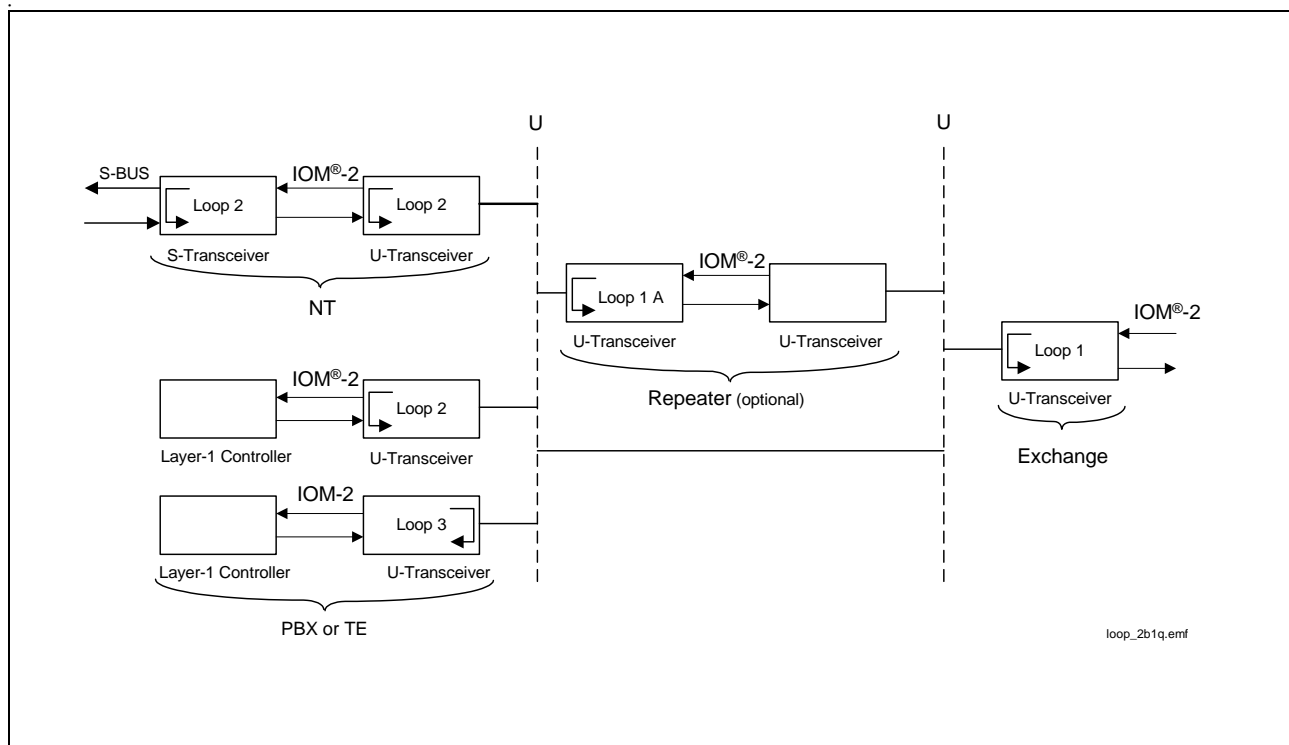 U
U
S-BUS
IOM®-2
Loop 2
Loop 2
S-Transceiver
U-Transceiver
NT
IOM®-2
Loop 1 A
U-Transceiver
U-Transceiver
Repeater (optional)
IOM®-2
Loop 1
U-Transceiver
Exchange
IOM®-2
Loop 2
Layer-1 Controller
U-Transceiver
IOM-2
Loop 3
Layer-1 Controller
U-Transceiver
PBX or TE
loop_2b1q.emf